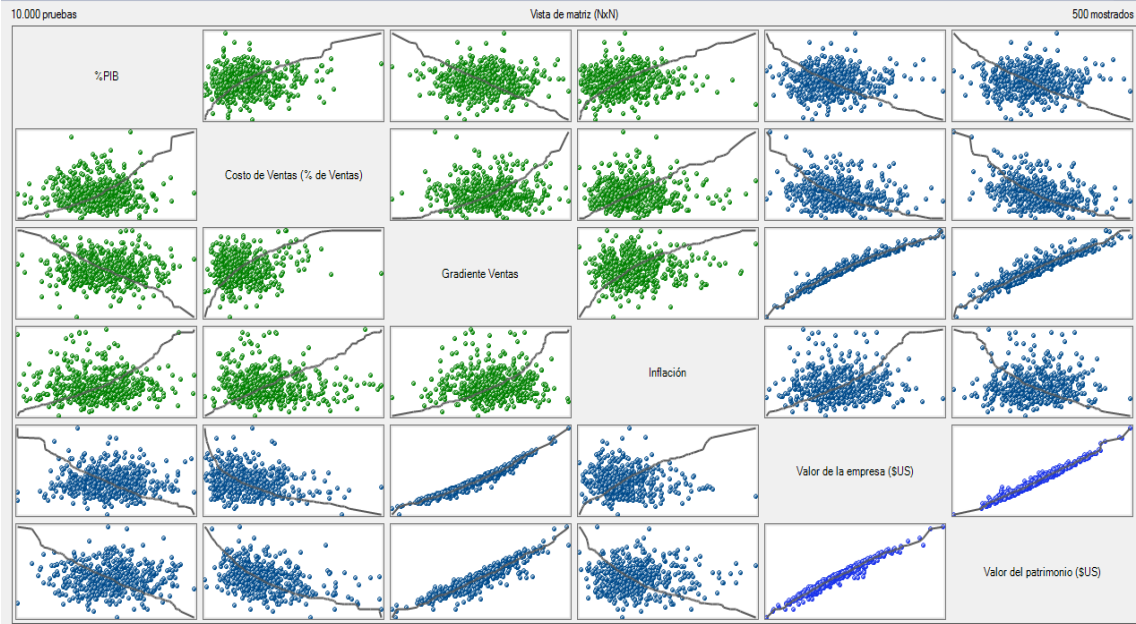 10.000 pruebas
Vista de matriz (NxN)
500 mostrados
%PIB
Costo de Ventas (% de Ventas)
Gradiente Ventas
Inflación
Valor de la empresa ($US)
Valor del patrimonio ($US)